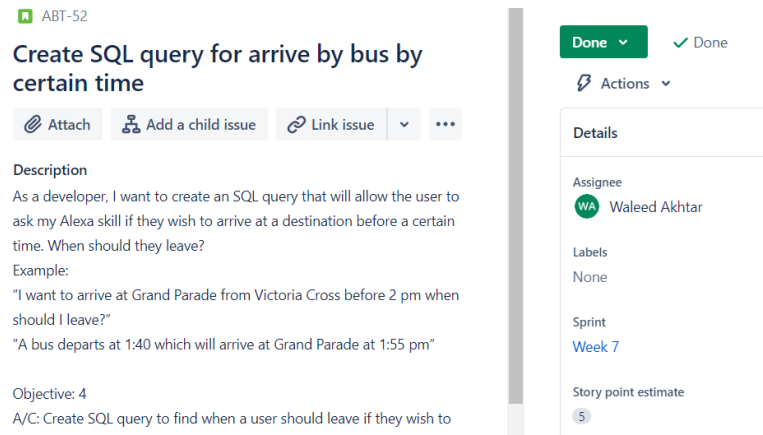 ABT-52
Create SQL query for arrive by bus by
certain time
Attach
Add a child issue
Link issue
Description
As a developer, I want to create an SQL query that will allow the user to
ask my Alexa skill if they wish to arrive at a destination before a certain
time. When should they leave?
Example:
"I want to arrive at Grand Parade from Victoria Cross before 2 pm when
should I leave?"
"A bus departs at 1:40 which will arrive at Grand Parade at 1:55 pm"
Objective: 4
A/C: Create SQL query to find when a user should leave if they wish to
Done
Done
Actions
Details
Assignee
WA Waleed Akhtar
Labels
None
Sprint
Week 7
Story point estimate
5